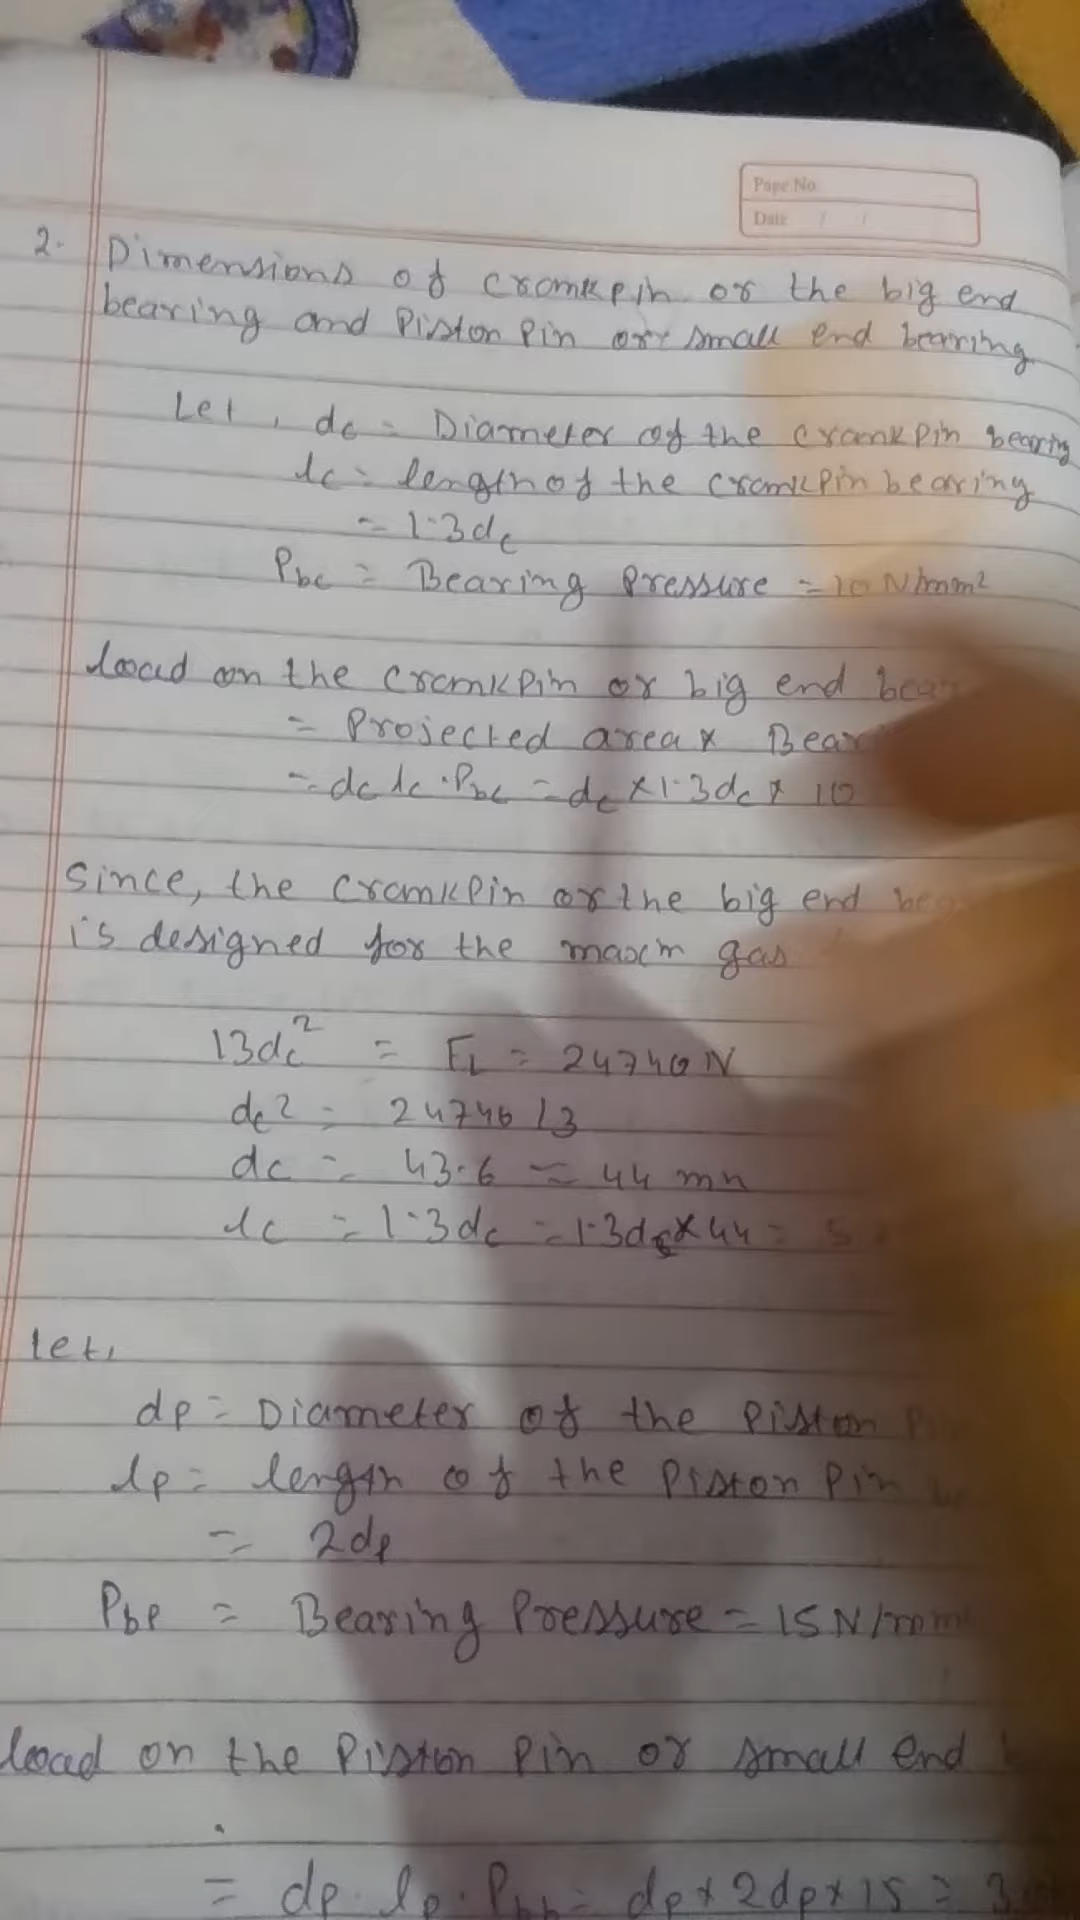 Page No.
Date / /
2. Dimensions of crankpin or the big end
bearing and Piston Pin or small end bearing
Let, dc = Diameter of the crankpin bearing
lc = length of the crankpin bearing
= 1.3dc
Pbc = Bearing Pressure = 10 N/mm²
load on the crankpin or big end
= Projected area ×
= dc lc · Pbc = dc × 1.3dc × 10
Since, the crankpin or the big end
is designed for the maxm gas
13dc² = FL = 24740 N
dc² = 24740 13
dc = 43.6 = 44 mm
lc = 1.3dc = 1.3dc × 44 =
let,
dp = Diameter of the Piston
lp = length of the Piston Pin
= 2dp
Pbp = Bearing Pressure = 15 N/mm
load on the Piston Pin or small end
= dp · lp · Pbp = dp × 2dp × 15 =